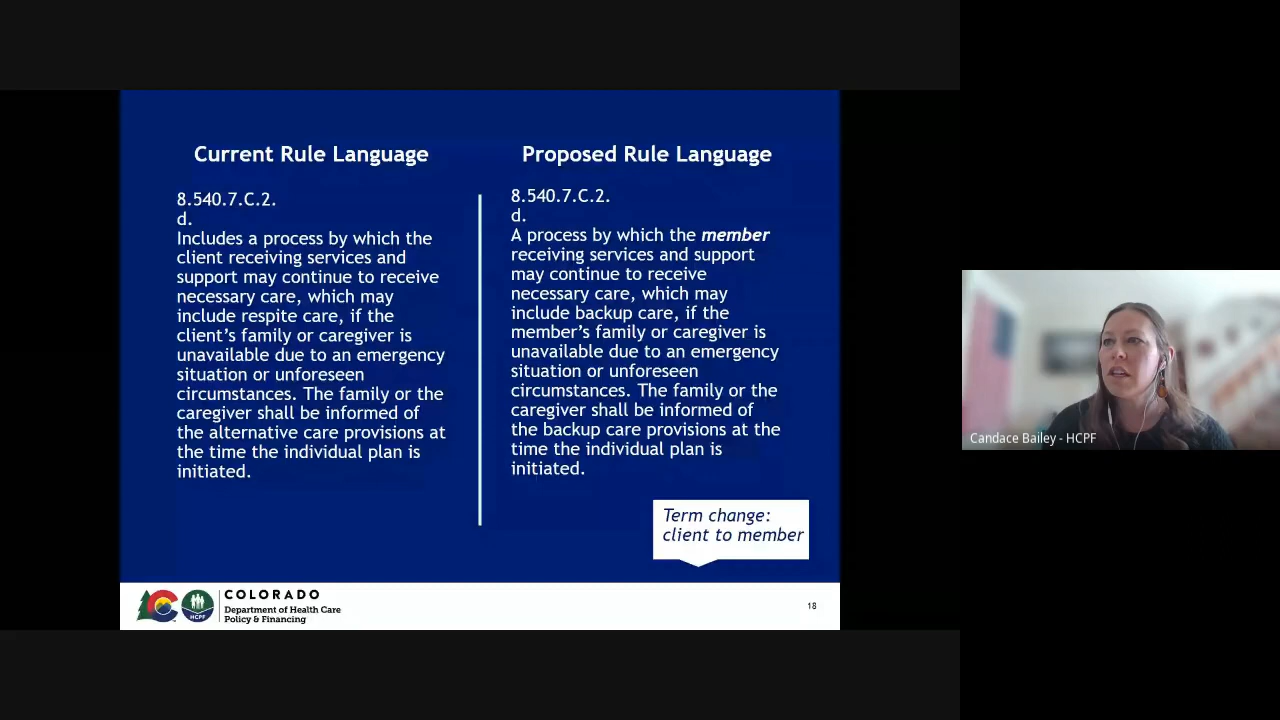 Current Rule Language
8.540.7.C.2.
d.
Includes a process by which the
client receiving services and
support may continue to receive
necessary care, which may
include respite care, if the
client’s family or caregiver is
unavailable due to an emergency
situation or unforeseen
circumstances. The family or the
caregiver shall be informed of
the alternative care provisions at
the time the individual plan is
initiated.
Proposed Rule Language
8.540.7.C.2.
d.
A process by which the member
receiving services and support
may continue to receive
necessary care, which may
include backup care, if the
member’s family or caregiver is
unavailable due to an emergency
situation or unforeseen
circumstances. The family or the
caregiver shall be informed of
the backup care provisions at the
time the individual plan is
initiated.
Term change:
client to member
HCPF
COLORADO
Department of Health Care
Policy & Financing
18
Candace Bailey - HCPF